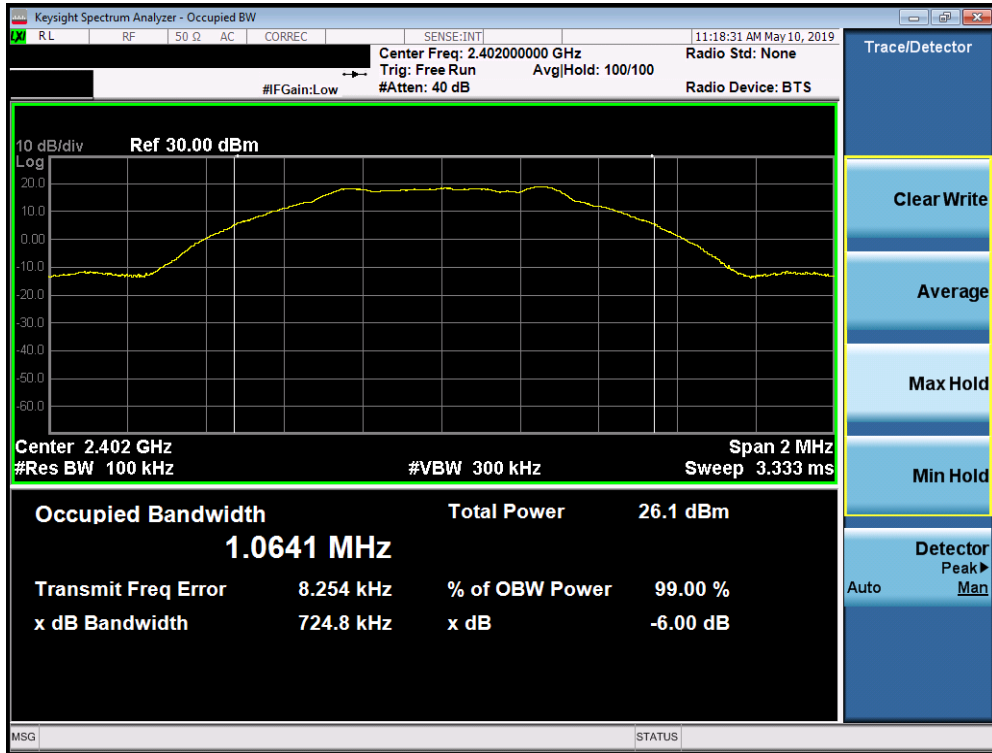 Keysight Spectrum Analyzer - Occupied BW
LXI RL RF 50 Ω AC CORREC SENSE:INT 11:18:31 AM May 10, 2019
Center Freq: 2.402000000 GHz Radio Std: None
Trig: Free Run Avg|Hold: 100/100
#IFGain:Low #Atten: 40 dB Radio Device: BTS
10 dB/div Ref 30.00 dBm
Log
20.0
10.0
0.00
-10.0
-20.0
-30.0
-40.0
-50.0
-60.0
Center 2.402 GHz Span 2 MHz
#Res BW 100 kHz #VBW 300 kHz Sweep 3.333 ms
Occupied Bandwidth Total Power 26.1 dBm
1.0641 MHz
Transmit Freq Error 8.254 kHz % of OBW Power 99.00 %
x dB Bandwidth 724.8 kHz x dB -6.00 dB
MSG STATUS
Trace/Detector
Clear Write
Average
Max Hold
Min Hold
Detector
Peak▶
Auto Man